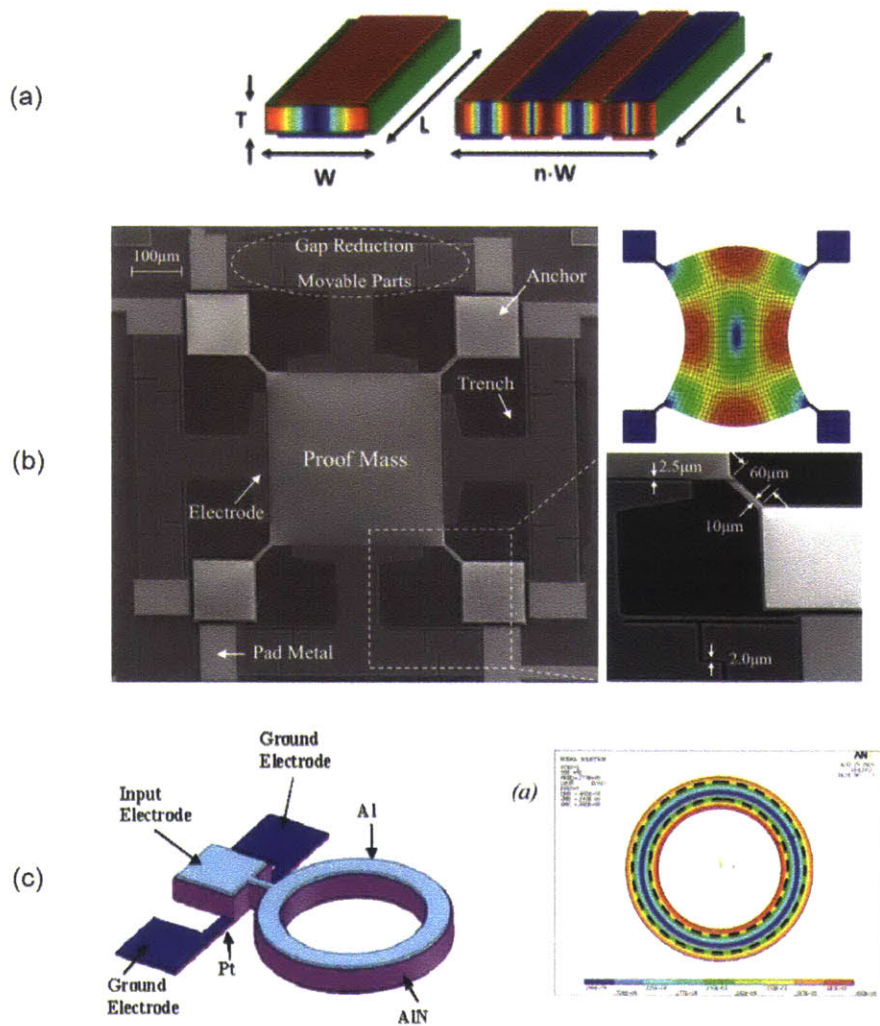 (a)
T
W
L
n·W
L
(b)
100μm
Gap Reduction
Movable Parts
Anchor
Trench
Proof Mass
Electrode
Pad Metal
2.5μm
60μm
10μm
2.0μm
(c)
Ground
Electrode
Input
Electrode
Al
Pt
Ground
Electrode
AlN
(a)
AN